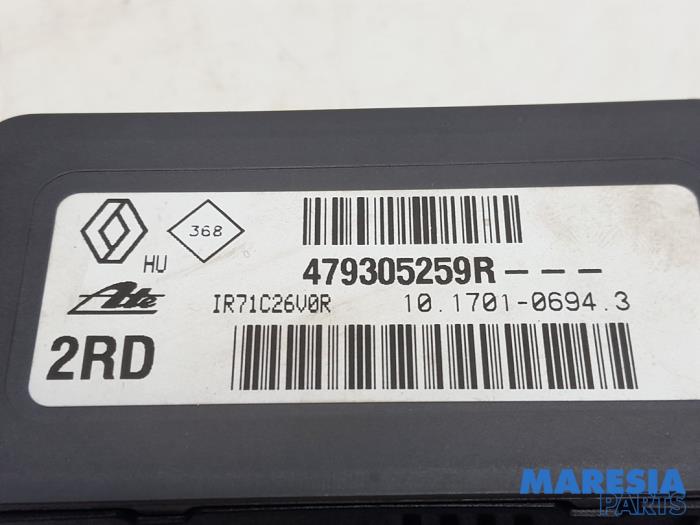 368
HU
479305259R---
Ate
IR71C26V0R 10.1701-0694.3
2RD
MARESIA
PARTS